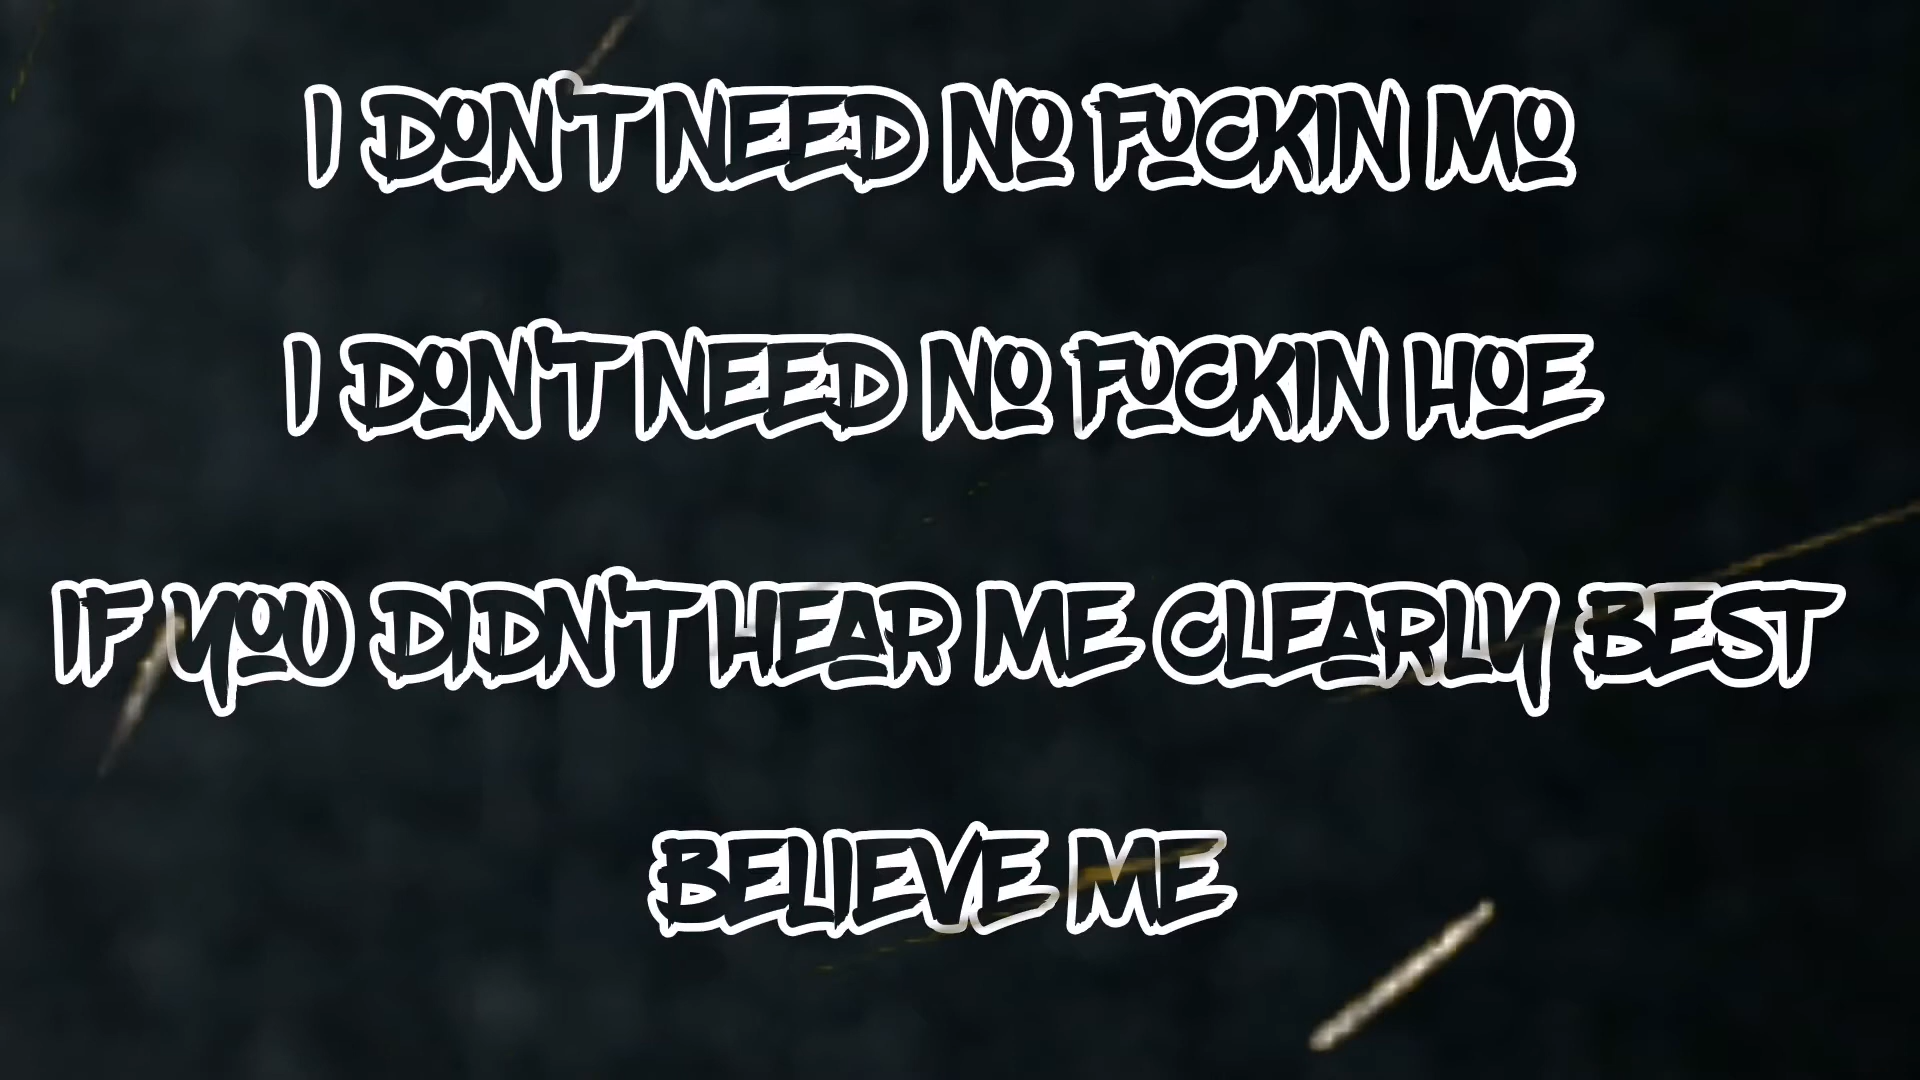 I DON'T NEED NO FUCKIN MO
I DON'T NEED NO FUCKIN HOE
IF YOU DIDN'T HEAR ME CLEARLY BEST
BELIEVE ME